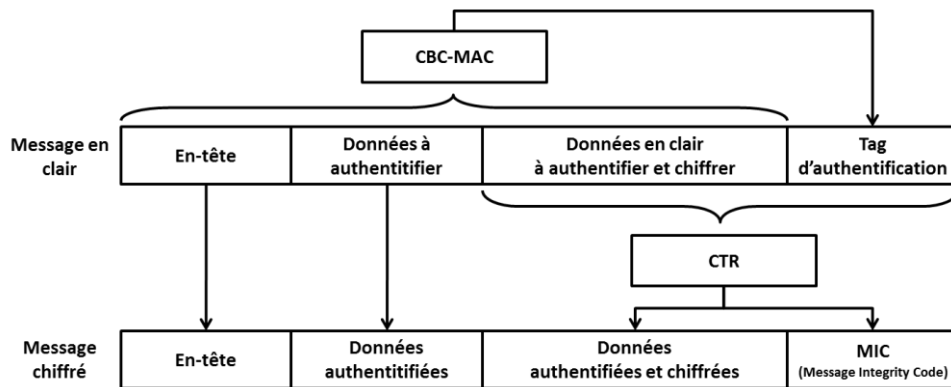 CBC-MAC
Message en
clair
En-tête
Données à
authentitifier
Données en clair
à authentifier et chiffrer
Tag
d'authentification
CTR
Message
chiffré
En-tête
Données
authentitifiées
Données
authentifiées et chiffrées
MIC
(Message Integrity Code)